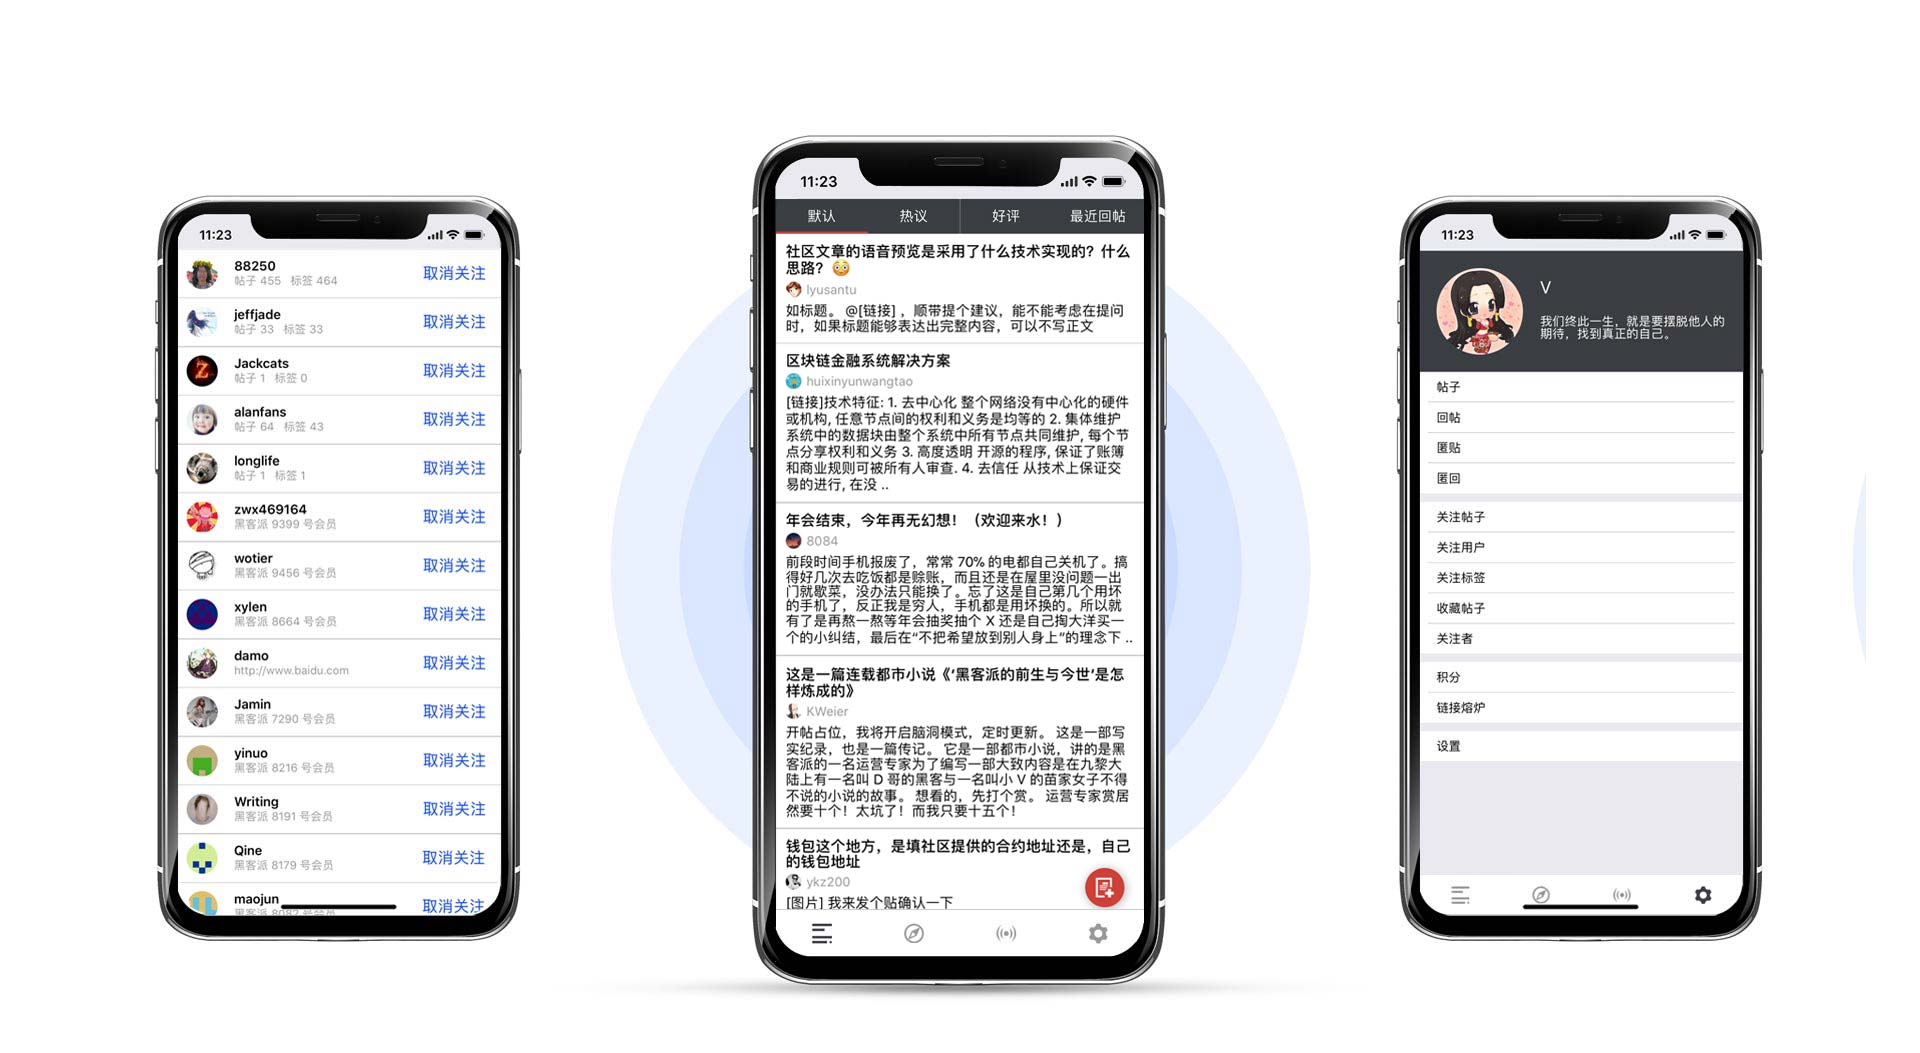 11:23
88250
帖子 455 标签 464
取消关注
jeffjade
帖子 33 标签 33
取消关注
Jackcats
帖子 1 标签 0
取消关注
alanfans
帖子 64 标签 43
取消关注
longlife
帖子 1 标签 1
取消关注
zwx469164
黑客派 9399 号会员
取消关注
wotier
黑客派 9456 号会员
取消关注
xylen
黑客派 8664 号会员
取消关注
damo
http://www.baidu.com
取消关注
Jamin
黑客派 7290 号会员
取消关注
yinuo
黑客派 8216 号会员
取消关注
Writing
黑客派 8191 号会员
取消关注
Qine
黑客派 8179 号会员
取消关注
maojun
黑客派 8082 号会员
取消关注
11:23
默认 热议 好评 最近回帖
社区文章的语音预览是采用了什么技术实现的？什么
思路？ 😳
lyusantu
如标题。 @[链接] ，顺带提个建议，能不能考虑在提问
时，如果标题能够表达出完整内容，可以不写正文
区块链金融系统解决方案
huixinyunwangtao
[链接]技术特征: 1. 去中心化 整个网络没有中心化的硬件
或机构, 任意节点间的权利和义务是均等的 2. 集体维护
系统中的数据块由整个系统中所有节点共同维护, 每个节
点分享权利和义务 3. 高度透明 开源的程序, 保证了账簿
和商业规则可被所有人审查. 4. 去信任 从技术上保证交
易的进行, 在没 ..
年会结束，今年再无幻想！（欢迎来水！）
8084
前段时间手机报废了，常常 70% 的电都自己关机了。搞
得好几次去吃饭都是赊账，而且还是在屋里没问题一出
门就歇菜，没办法只能换了。忘了这是自己第几个用坏
的手机了，反正我是穷人，手机都是用坏换的。所以就
有了是再熬一熬等年会抽奖抽个 X 还是自己掏大洋买一
个的小纠结，最后在“不把希望放到别人身上”的理念下 ..
这是一篇连载都市小说《‘黑客派的前生与今世’是怎
样炼成的》
KWeier
开帖占位，我将开启脑洞模式，定时更新。 这是一部写
实纪录，也是一篇传记。 它是一部都市小说，讲的是黑
客派的一名运营专家为了编写一部大致内容是在九黎大
陆上有一名叫 D 哥的黑客与一名叫小 V 的苗家女子不得
不说的小说的故事。 想看的，先打个赏。 运营专家赏居
然要十个！太坑了！而我只要十五个！
钱包这个地方，是填社区提供的合约地址还是，自己
的钱包地址
ykz200
[图片] 我来发个贴确认一下
11:23
V
我们终此一生，就是要摆脱他人的
期待，找到真正的自己。
帖子
回帖
匿贴
匿回
关注帖子
关注用户
关注标签
收藏帖子
关注者
积分
链接熔炉
设置